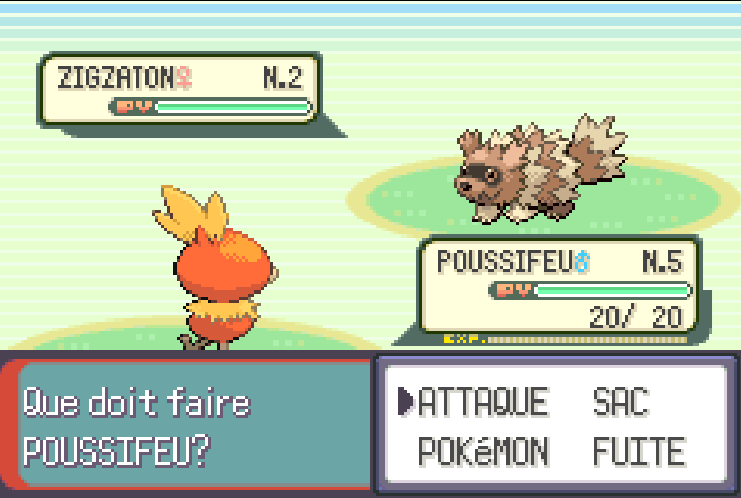 ZIGZATON♀ N.2
PV
POUSSIFEU♂ N.5
PV
20/ 20
EXP.
Que doit faire
POUSSIFEU?
ATTAQUE SAC
POKéMON FUITE